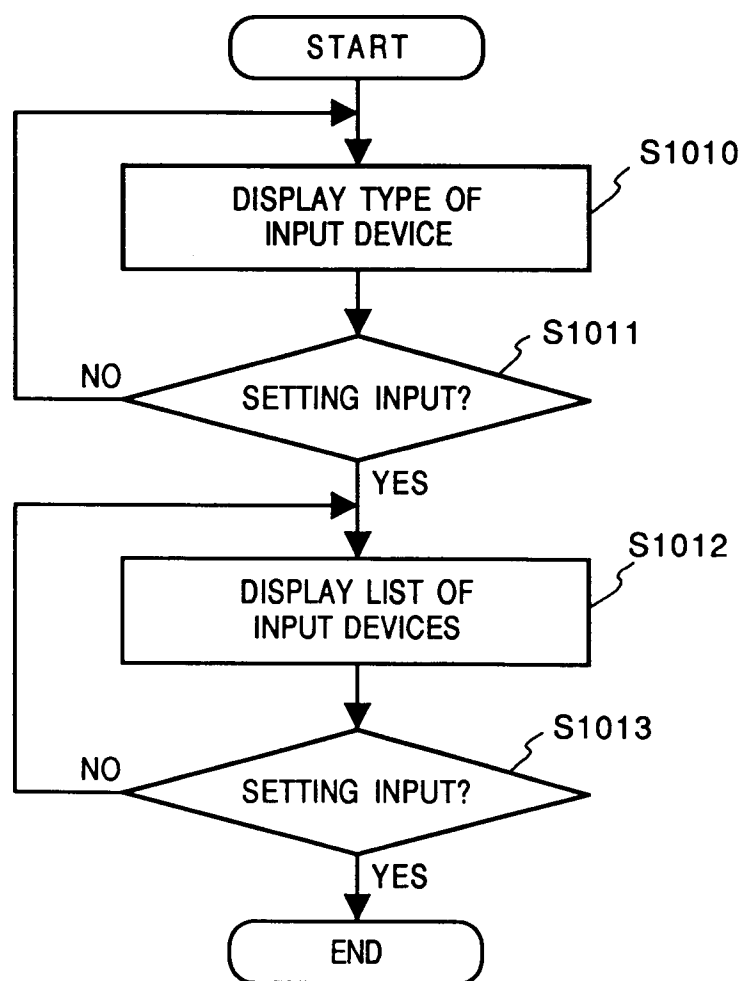 START
S1010
DISPLAY TYPE OF
INPUT DEVICE
S1011
NO
SETTING INPUT?
YES
S1012
DISPLAY LIST OF
INPUT DEVICES
S1013
NO
SETTING INPUT?
YES
END